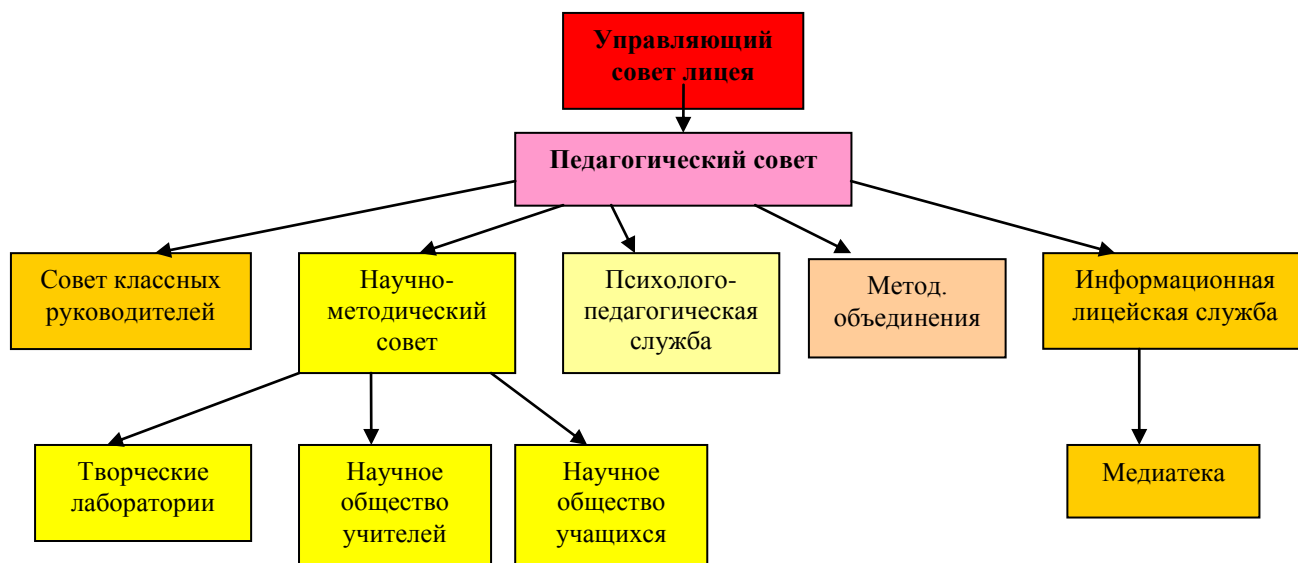 Управляющий
совет лицея
Педагогический совет
Совет классных
руководителей
Научно-
методический
совет
Психолого-
педагогическая
служба
Метод.
объединения
Информационная
лицейская служба
Творческие
лаборатории
Научное
общество
учителей
Научное
общество
учащихся
Медиатека